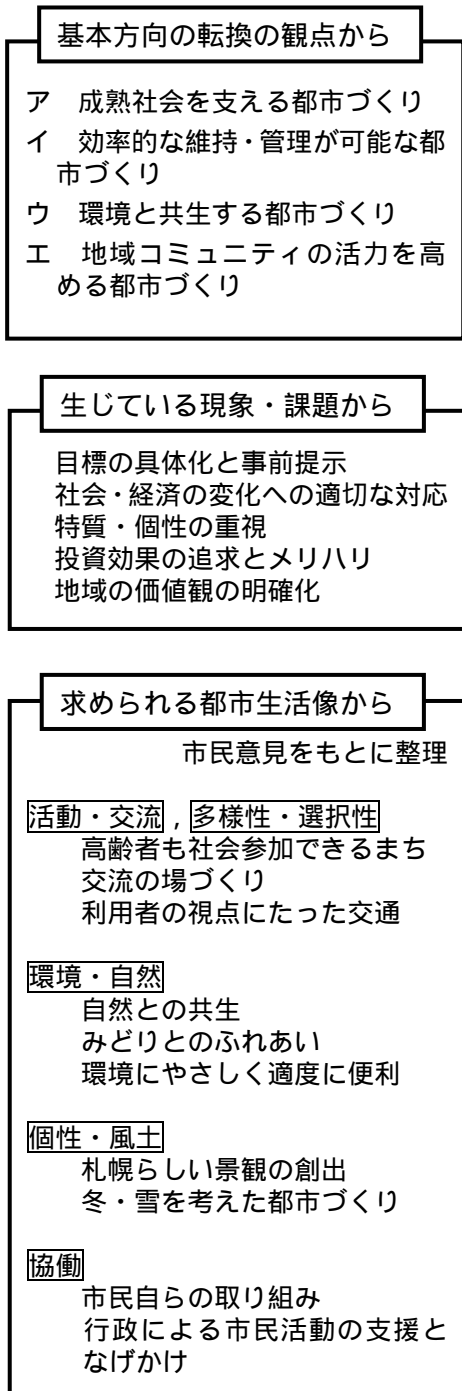 基本方向の転換の観点から
ア　成熟社会を支える都市づくり
イ　効率的な維持・管理が可能な都
市づくり
ウ　環境と共生する都市づくり
エ　地域コミュニティの活力を高
める都市づくり
生じている現象・課題から
目標の具体化と事前提示
社会・経済の変化への適切な対応
特質・個性の重視
投資効果の追求とメリハリ
地域の価値観の明確化
求められる都市生活像から
市民意見をもとに整理
活動・交流，多様性・選択性
高齢者も社会参加できるまち
交流の場づくり
利用者の視点にたった交通
環境・自然
自然との共生
みどりとのふれあい
環境にやさしく適度に便利
個性・風土
札幌らしい景観の創出
冬・雪を考えた都市づくり
協働
市民自らの取り組み
行政による市民活動の支援と
なげかけ